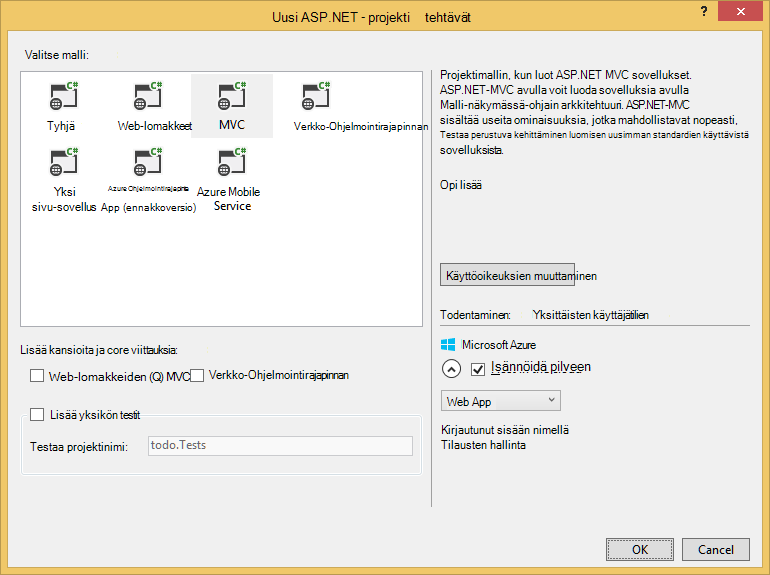 Uusi ASP.NET - projekti tehtävät
?
Valitse malli:
Tyhjä
Web-lomakkeet
MVC
Verkko-Ohjelmointirajapinnan
Yksi
sivu-sovellus
Azure Ohjelmointirajapinta
App (ennakkoversio)
Azure Mobile
Service
Projektimallin, kun luot ASP.NET MVC sovellukset.
ASP.NET-MVC avulla voit luoda sovelluksia avulla
Malli-näkymässä-ohjain arkkitehtuuri. ASP.NET-MVC
sisältää useita ominaisuuksia, jotka mahdollistavat nopeasti,
Testaa perustuva kehittäminen luomisen uusimman standardien käyttävistä
sovelluksista.
Opi lisää
Käyttöoikeuksien muuttaminen
Todentaminen: Yksittäisten käyttäjätilien
Microsoft Azure
Isännöidä pilveen
Web App
Kirjautunut sisään nimellä
Tilausten hallinta
Lisää kansioita ja core viittauksia:
Web-lomakkeiden (Q) MVC
Verkko-Ohjelmointirajapinnan
Lisää yksikön testit
Testaa projektinimi: todo.Tests
OK
Cancel